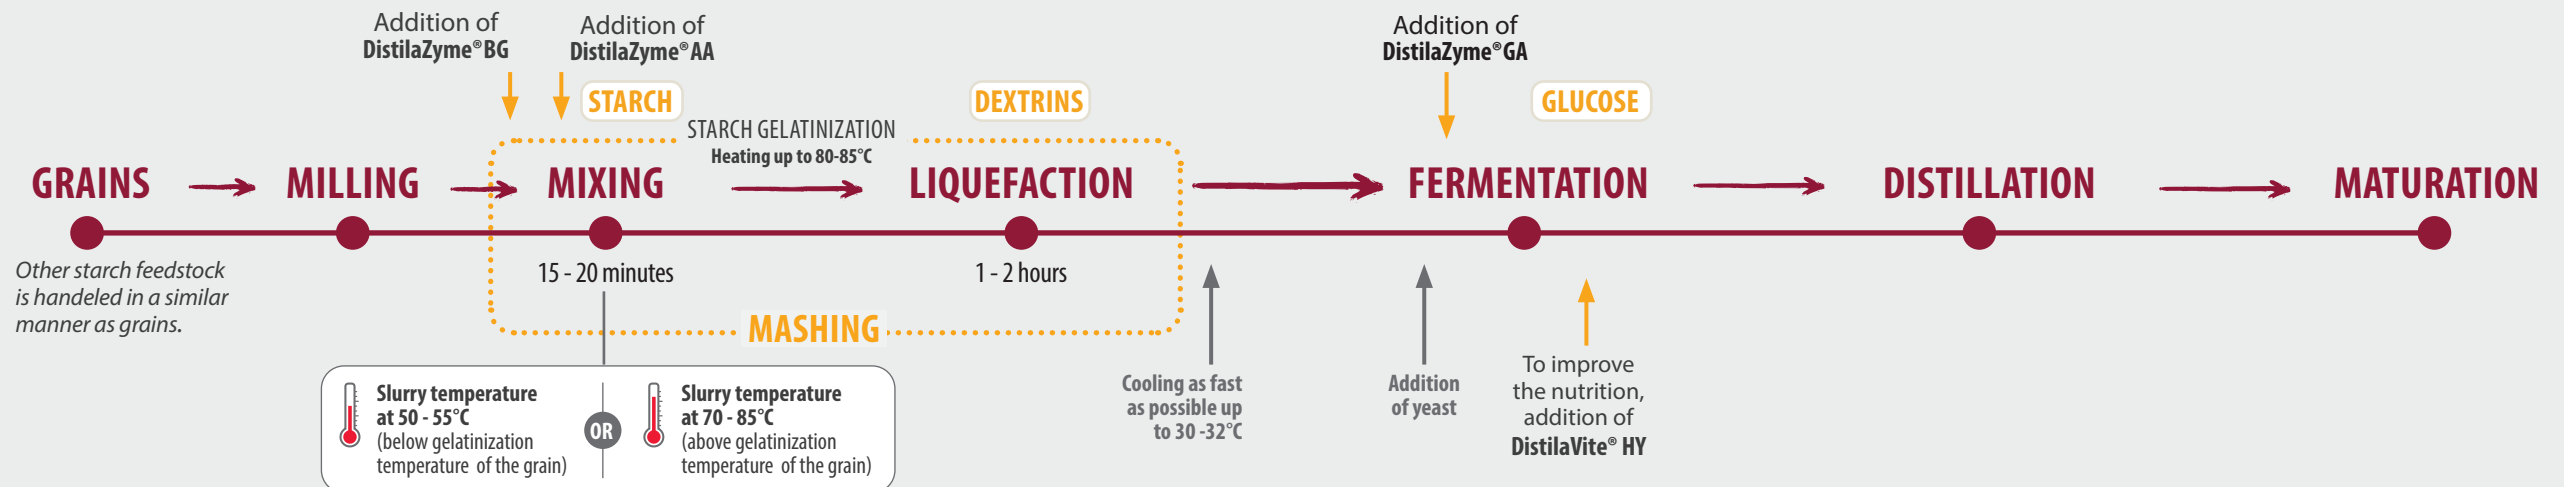 Addition of
DistilaZyme® BG
Addition of
DistilaZyme® AA
Addition of
DistilaZyme® GA
STARCH
DEXTRINS
GLUCOSE
STARCH GELATINIZATION
Heating up to 80-85°C
GRAINS
MILLING
MIXING
LIQUEFACTION
FERMENTATION
DISTILLATION
MATURATION
Other starch feedstock
is handeled in a similar
manner as grains.
15 - 20 minutes
1 - 2 hours
MASHING
Slurry temperature
at 50 - 55°C
(below gelatinization
temperature of the grain)
OR
Slurry temperature
at 70 - 85°C
(above gelatinization
temperature of the grain)
Cooling as fast
as possible up
to 30 -32°C
Addition
of yeast
To improve
the nutrition,
addition of
DistilaVite® HY